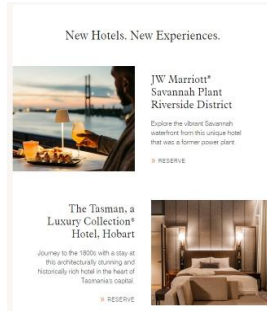 New Hotels. New Experiences.
JW Marriott®
Savannah Plant
Riverside District
Explore the vibrant Savannah
waterfront from this unique hotel
that was a former power plant.
» RESERVE
The Tasman, a
Luxury Collection®
Hotel, Hobart
Journey to the 1800s with a stay at
this architecturally stunning and
historically rich hotel in the heart of
Tasmania's capital.
» RESERVE